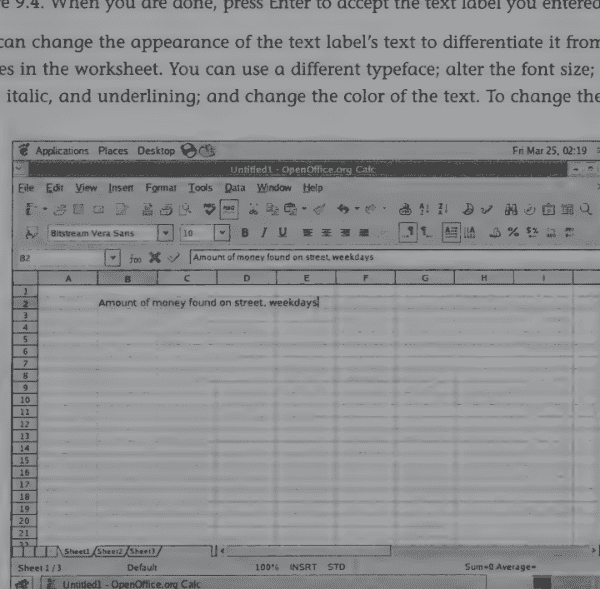 9.4. When you are done, press Enter to accept the text label you entered
can change the appearance of the text label's text to differentiate it from
es in the worksheet. You can use a different typeface; alter the font size;
italic, and underlining; and change the color of the text. To change the
Applications Places Desktop Fri Mar 25, 02:19
Untitled1 - OpenOffice.org Calc
File Edit View Insert Format Tools Data Window Help
Bitstream Vera Sans 10 B I U
B2 Amount of money found on street, weekdays
A B C D E F G H I
1
2 Amount of money found on street, weekdays
3
4
5
6
7
8
9
10
11
12
13
14
15
16
17
18
19
20
21
Sheet1 Sheet2 Sheet3
Sheet 1 / 3 Default 100% INSRT STD Sum=0 Average=
Untitled1 - OpenOffice.org Calc